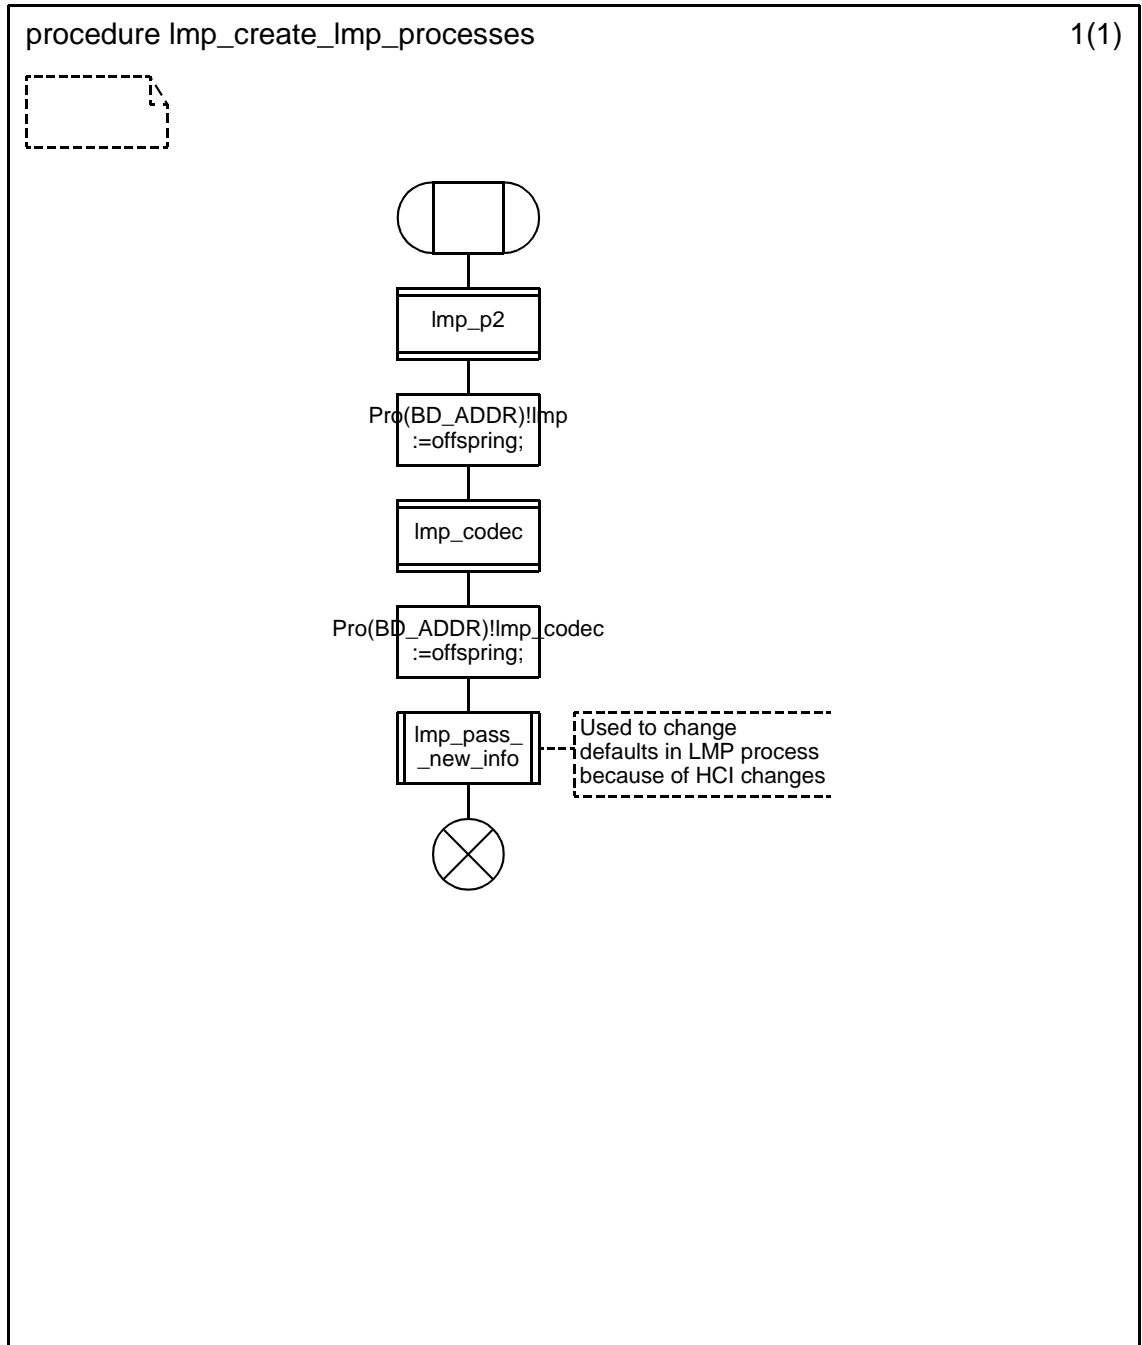 procedure lmp_create_lmp_processes 1(1)
lmp_p2
Pro(BD_ADDR)!lmp
:=offspring;
lmp_codec
Pro(BD_ADDR)!lmp_codec
:=offspring;
lmp_pass_
_new_info
Used to change
defaults in LMP process
because of HCI changes